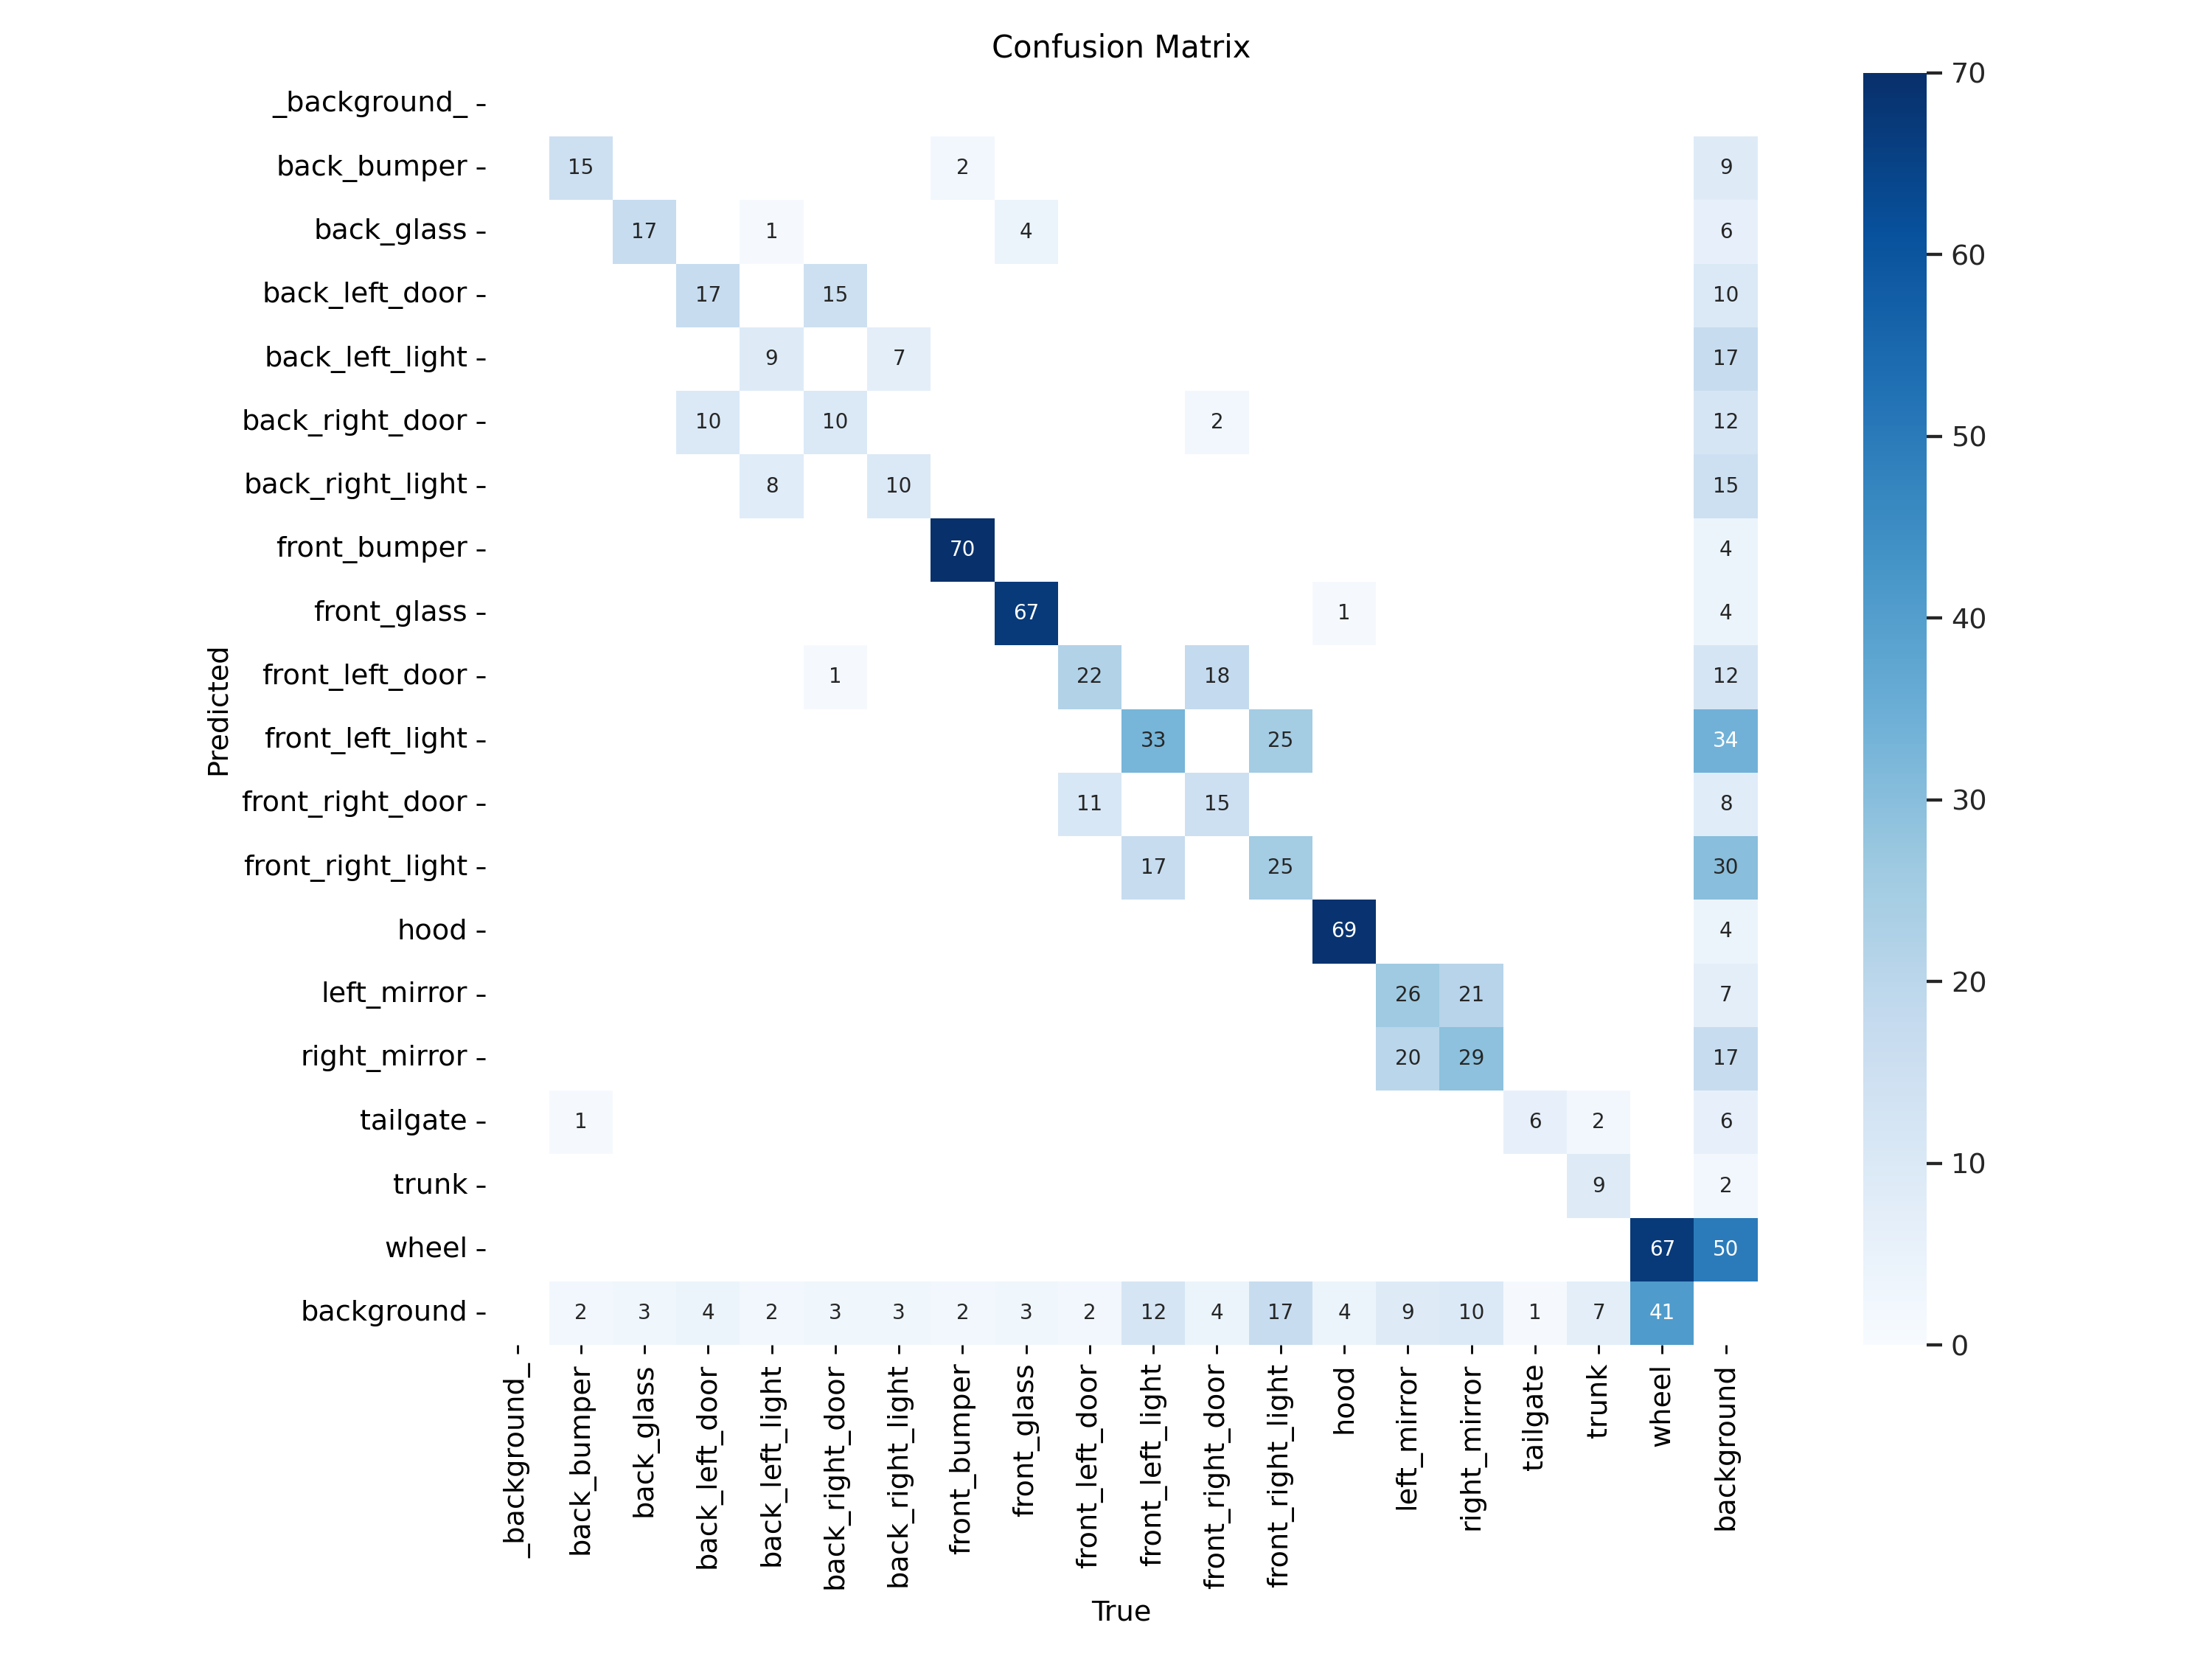 Confusion Matrix
_background_
back_bumper 15 2 9
back_glass 17 1 4 6
back_left_door 17 15 10
back_left_light 9 7 17
back_right_door 10 10 2 12
back_right_light 8 10 15
front_bumper 70 4
front_glass 67 1 4
front_left_door 1 22 18 12
front_left_light 33 25 34
front_right_door 11 15 8
front_right_light 17 25 30
hood 69 4
left_mirror 26 21 7
right_mirror 20 29 17
tailgate 1 6 2 6
trunk 9 2
wheel 67 50
background 2 3 4 2 3 3 2 3 2 12 4 17 4 9 10 1 7 41
Predicted
_background_
back_bumper
back_glass
back_left_door
back_left_light
back_right_door
back_right_light
front_bumper
front_glass
front_left_door
front_left_light
front_right_door
front_right_light
hood
left_mirror
right_mirror
tailgate
trunk
wheel
background
True
70
60
50
40
30
20
10
0